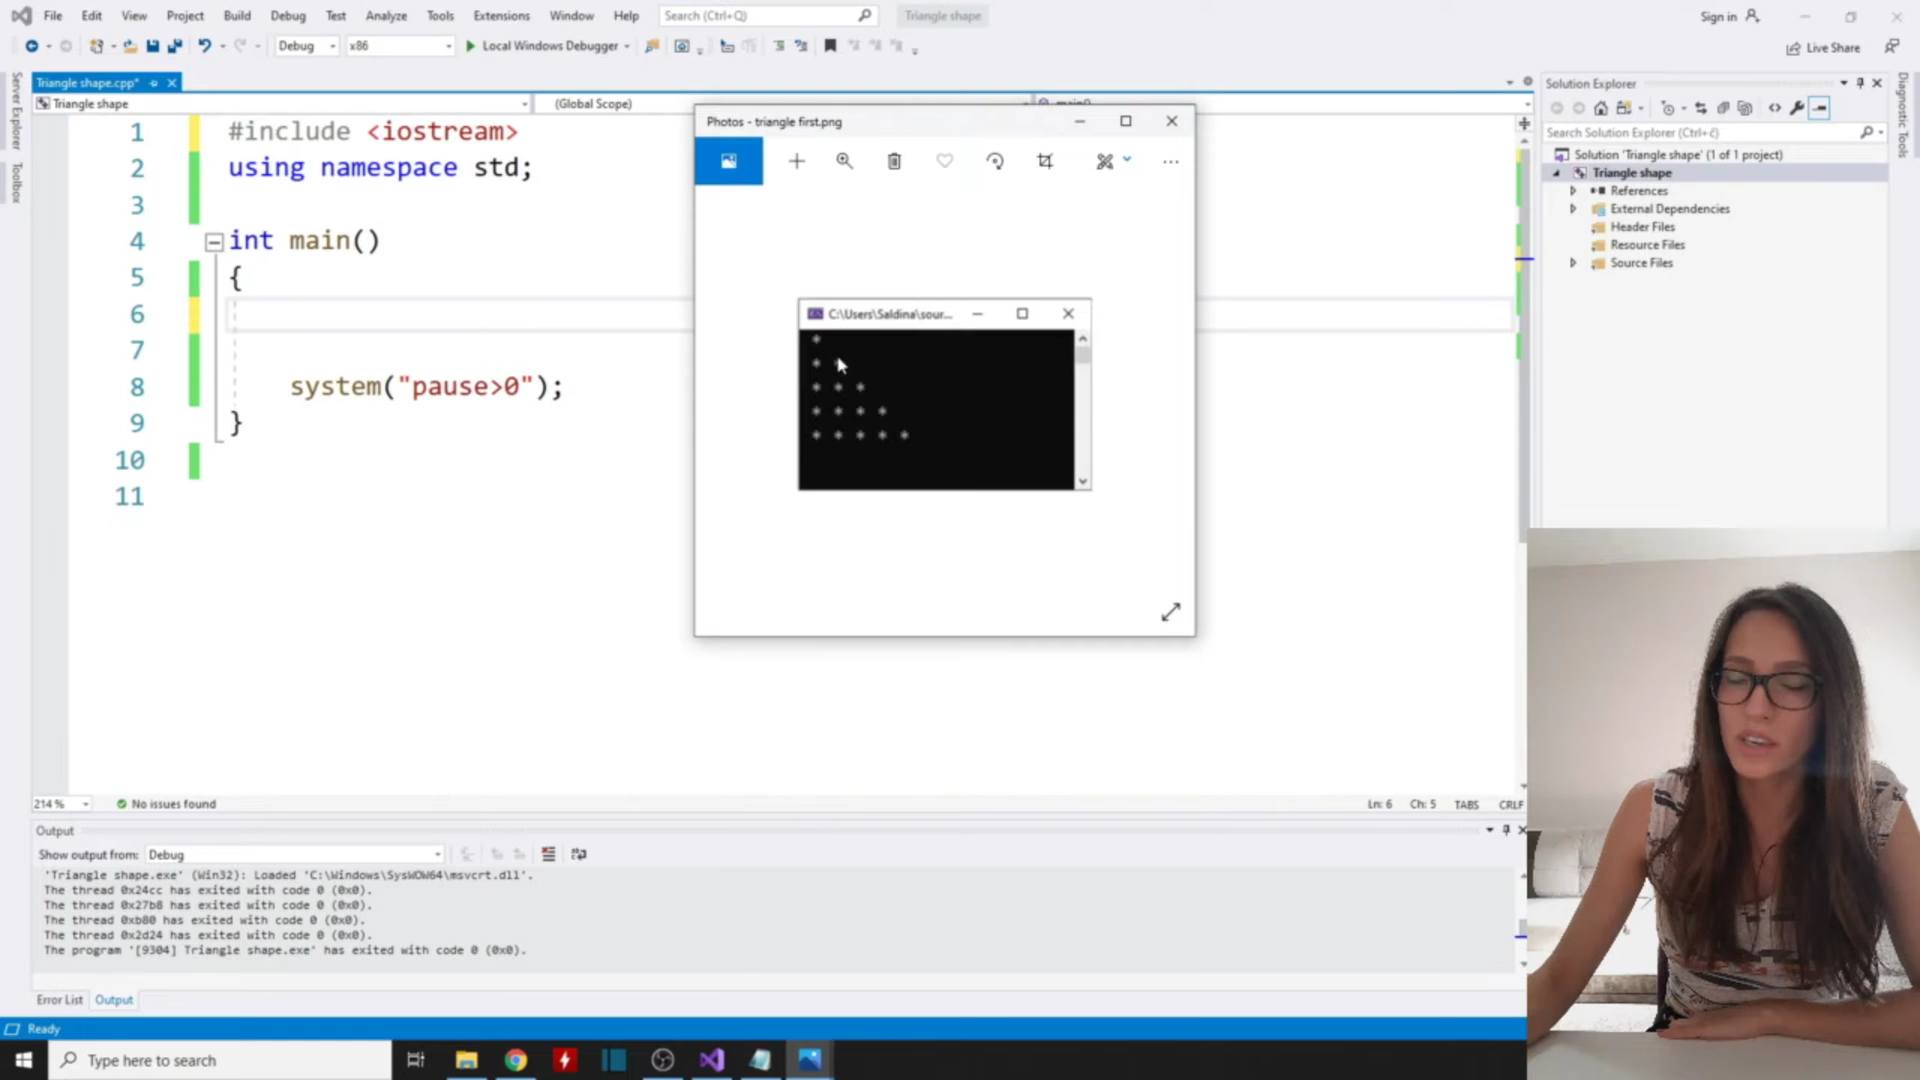 File Edit View Project Build Debug Test Analyze Tools Extensions Window Help Search (Ctrl+Q) Triangle shape Sign in
Debug x86 Local Windows Debugger Live Share
Triangle shape.cpp*
Triangle shape (Global Scope)
Server Explorer
Toolbox
1 #include <iostream>
2 using namespace std;
3
4 int main()
5 {
6
7
8 system("pause>0");
9 }
10
11
Photos - triangle first.png
C:\Users\Saldina\sour...
*
*
* * *
* * * *
* * * * *
Solution Explorer
Search Solution Explorer (Ctrl+č)
Solution 'Triangle shape' (1 of 1 project)
Triangle shape
References
External Dependencies
Header Files
Resource Files
Source Files
Diagnostic Tools
214 % No issues found Ln: 6 Ch: 5 TABS CRLF
Output
Show output from: Debug
'Triangle shape.exe' (Win32): Loaded 'C:\Windows\SysWOW64\msvcrt.dll'.
The thread 0x24cc has exited with code 0 (0x0).
The thread 0x27b8 has exited with code 0 (0x0).
The thread 0xb80 has exited with code 0 (0x0).
The thread 0x2d24 has exited with code 0 (0x0).
The program '[9304] Triangle shape.exe' has exited with code 0 (0x0).
Error List Output
Ready
Type here to search